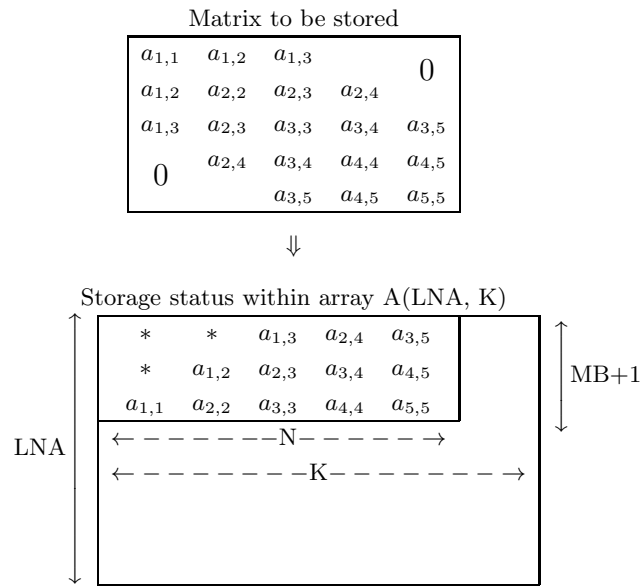 Matrix to be stored
a1,1 a1,2 a1,3 0
a1,2 a2,2 a2,3 a2,4
a1,3 a2,3 a3,3 a3,4 a3,5
0 a2,4 a3,4 a4,4 a4,5
a3,5 a4,5 a5,5
⇓
Storage status within array A(LNA, K)
* * a1,3 a2,4 a3,5
* a1,2 a2,3 a3,4 a4,5
MB+1
a1,1 a2,2 a3,3 a4,4 a5,5
N
LNA
K